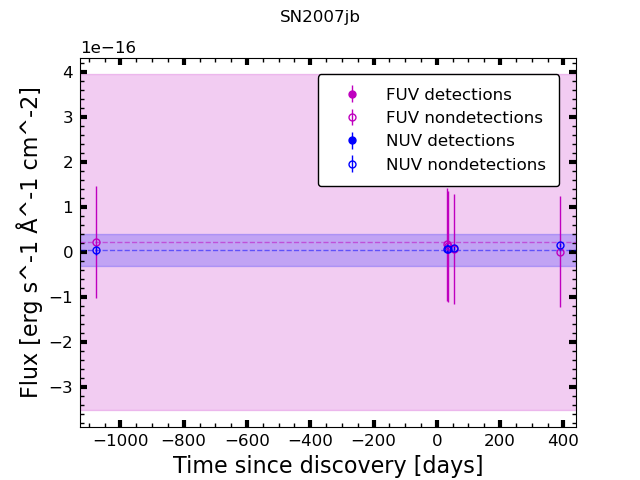 SN2007jb
1e−16
4
3
2
1
0
−1
−2
−3
Flux [erg s^-1 Å^-1 cm^-2]
FUV detections
FUV nondetections
NUV detections
NUV nondetections
−1000 −800 −600 −400 −200 0 200 400
Time since discovery [days]